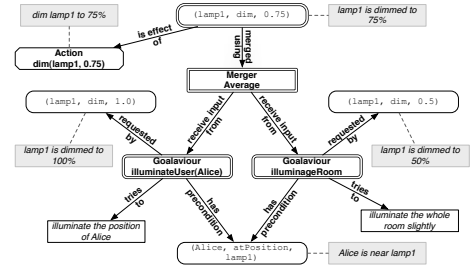 dim lamp1 to 75%
(lamp1, dim, 0.75)
lamp1 is dimmed to
75%
is effect
of
merged
using
Action
dim(lamp1, 0.75)
Merger
Average
(lamp1, dim, 1.0)
(lamp1, dim, 0.5)
requested
by
receive input
from
receive input
from
requested
by
lamp1 is dimmed to
100%
Goalaviour
illuminateUser(Alice)
Goalaviour
illuminageRoom
lamp1 is dimmed to
50%
tries
to
has
precondition
has
precondition
tries
to
illuminate the position
of Alice
illuminate the whole
room slightly
(Alice, atPosition,
lamp1)
Alice is near lamp1